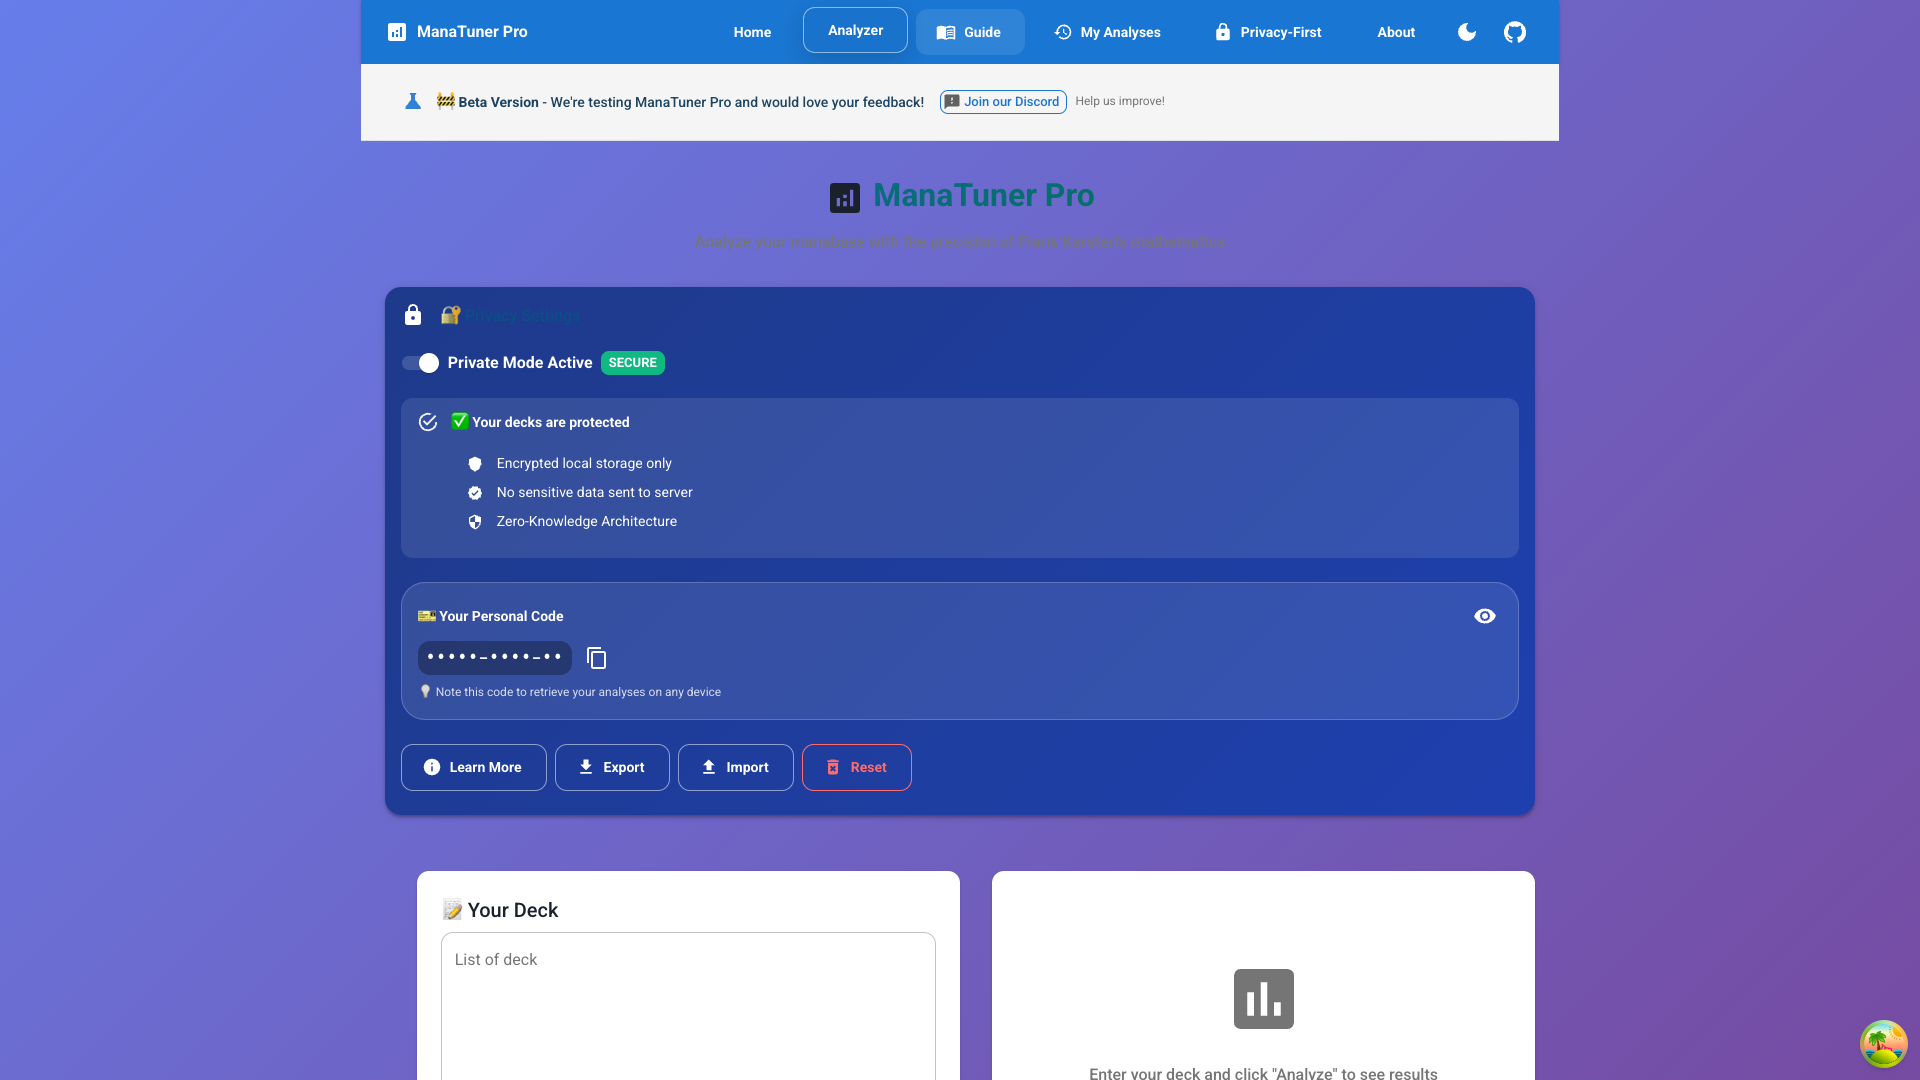 ManaTuner Pro
Home
Analyzer
Guide
My Analyses
Privacy-First
About
🚧 Beta Version - We're testing ManaTuner Pro and would love your feedback!
Join our Discord
Help us improve!
ManaTuner Pro
Analyze your manabase with the precision of Frank Karsten's mathematics
🔐 Privacy Settings
Private Mode Active
SECURE
✅ Your decks are protected
Encrypted local storage only
No sensitive data sent to server
Zero-Knowledge Architecture
🎫 Your Personal Code
•••••-••••-••
💡 Note this code to retrieve your analyses on any device
Learn More
Export
Import
Reset
📝 Your Deck
List of deck
Enter your deck and click "Analyze" to see results